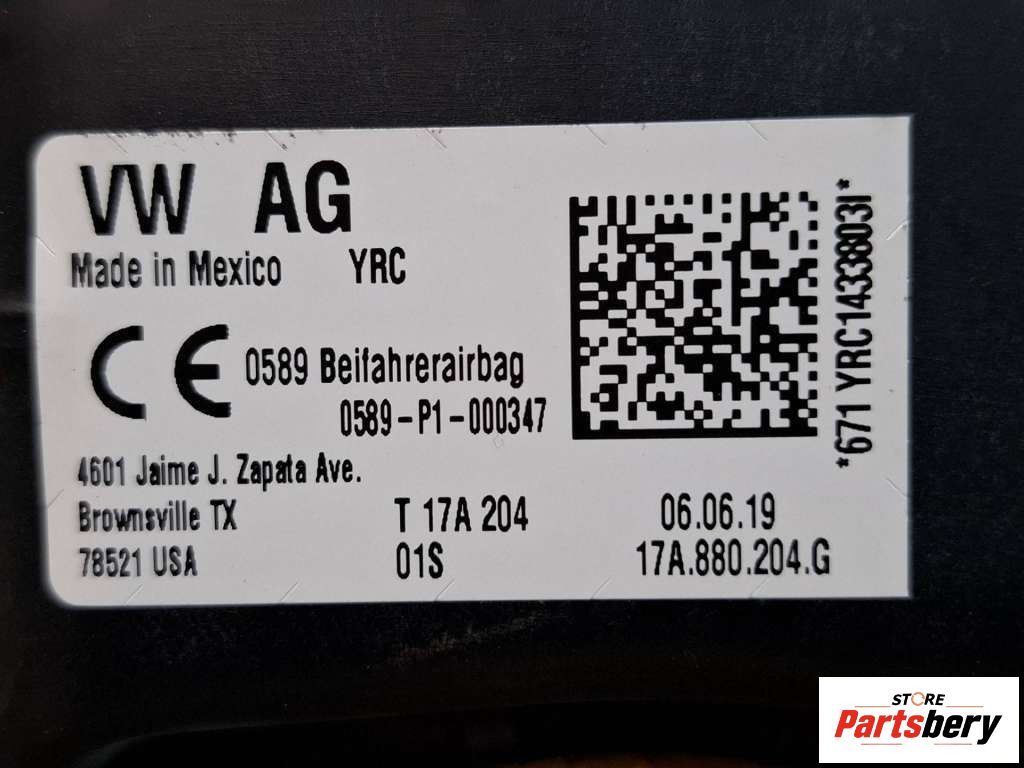 VW AG
Made in Mexico YRC
CE 0589 Beifahrerairbag
0589-P1-000347
4601 Jaime J. Zapata Ave.
Brownsville TX T 17A 204 06.06.19
78521 USA 01S 17A.880.204.G
*671 YRC1433803I*
STORE
Partsbery